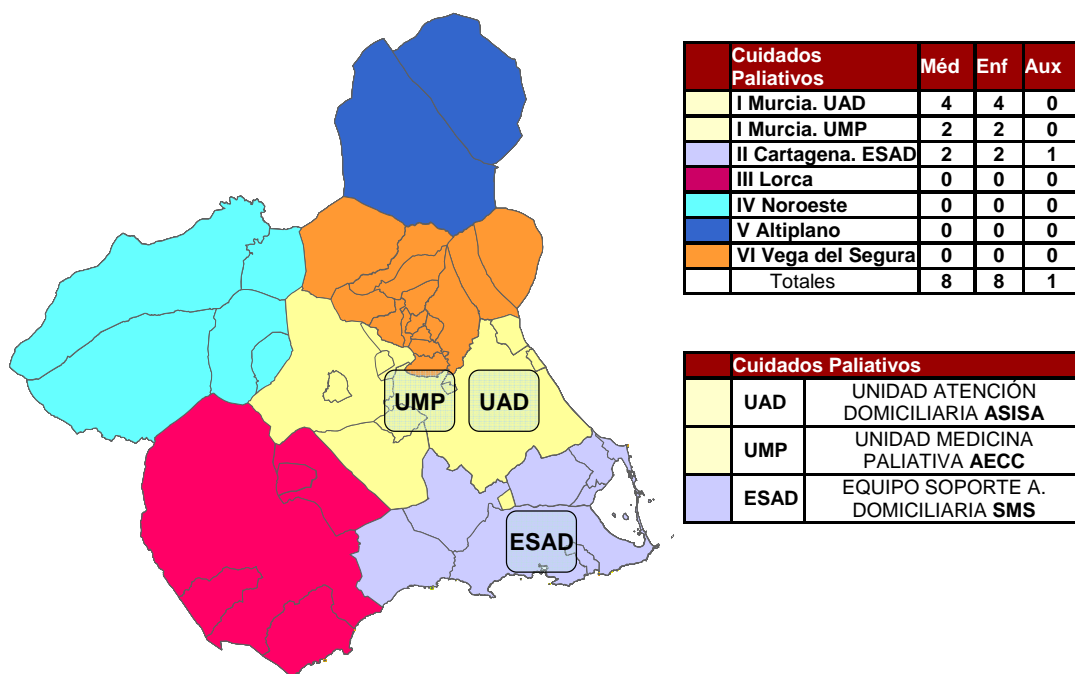 Cuidados Paliativos Méd Enf Aux
I Murcia. UAD 4 4 0
I Murcia. UMP 2 2 0
II Cartagena. ESAD 2 2 1
III Lorca 0 0 0
IV Noroeste 0 0 0
V Altiplano 0 0 0
VI Vega del Segura 0 0 0
Totales 8 8 1
Cuidados Paliativos
UAD UNIDAD ATENCIÓN
DOMICILIARIA ASISA
UMP UNIDAD MEDICINA
PALIATIVA AECC
ESAD EQUIPO SOPORTE A.
DOMICILIARIA SMS
UMP UAD
ESAD